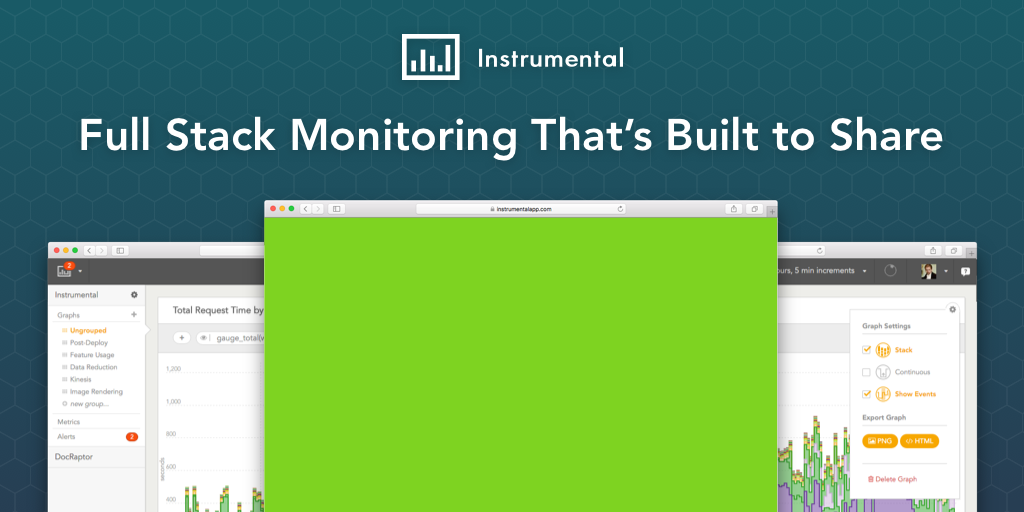 Instrumental
Full Stack Monitoring That's Built to Share
instrumentalapp.com
2
5 min increments
Instrumental
Graphs
+
Ungrouped
Post-Deploy
Feature Usage
Data Reduction
Kinesis
Image Rendering
new group...
Metrics
Alerts
2
DocRaptor
Total Request Time by
+
1,200
1,000
800
600
400
seconds
Graph Settings
Stack
Continuous
Show Events
Export Graph
PNG
HTML
Delete Graph